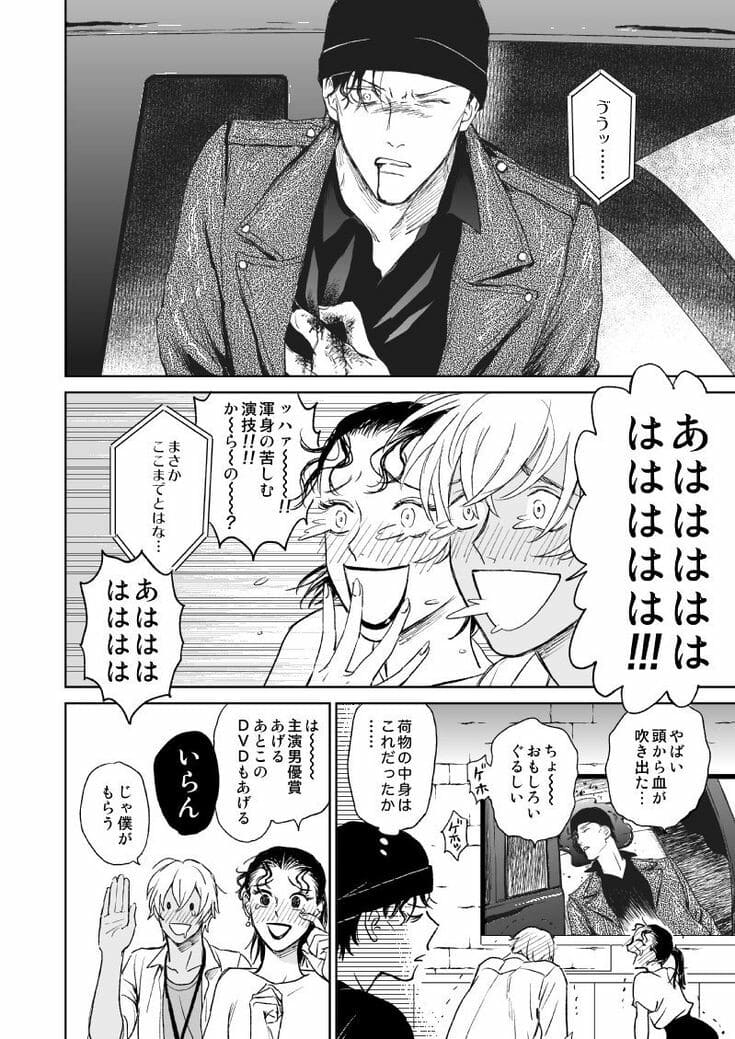 ゔうッ……
あはははは
ははははは!!!
ッハァ〜〜〜!!
渾身の苦しむ
演技!!!
か〜ら〜の〜?
まさか
ここまでとはな…
あははは
はははは
やばい
頭から血が
吹き出た…
ちょ〜
おもしろい
ぐるしい
ゲホ
ゲホッ
荷物の中身は
これだったか
……
は〜〜
主演男優賞
あげる
あとこの
DVDもあげる
いらん
じゃ僕が
もらう